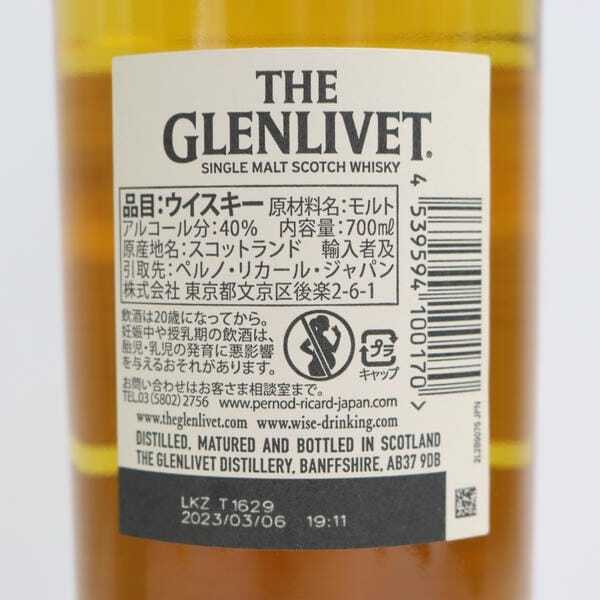 THE
GLENLIVET.
SINGLE MALT SCOTCH WHISKY
品目:ウイスキー 原材料名:モルト
アルコール分:40% 内容量:700mℓ
原産地名:スコットランド 輸入者及
引取先:ペルノ・リカール・ジャパン
株式会社 東京都文京区後楽2-6-1
飲酒は20歳になってから。
妊娠中や授乳期の飲酒は、
胎児・乳児の発育に悪影響
を与えるおそれがあります。
プラ
キャップ
お問い合わせはお客さま相談室まで。
TEL.03(5802)2756 www.pernod-ricard-japan.com
www.theglenlivet.com www.wise-drinking.com
DISTILLED, MATURED AND BOTTLED IN SCOTLAND
THE GLENLIVET DISTILLERY, BANFFSHIRE, AB37 9DB
LKZ T1629
2023/03/06 19:11
4 539594 100170 >